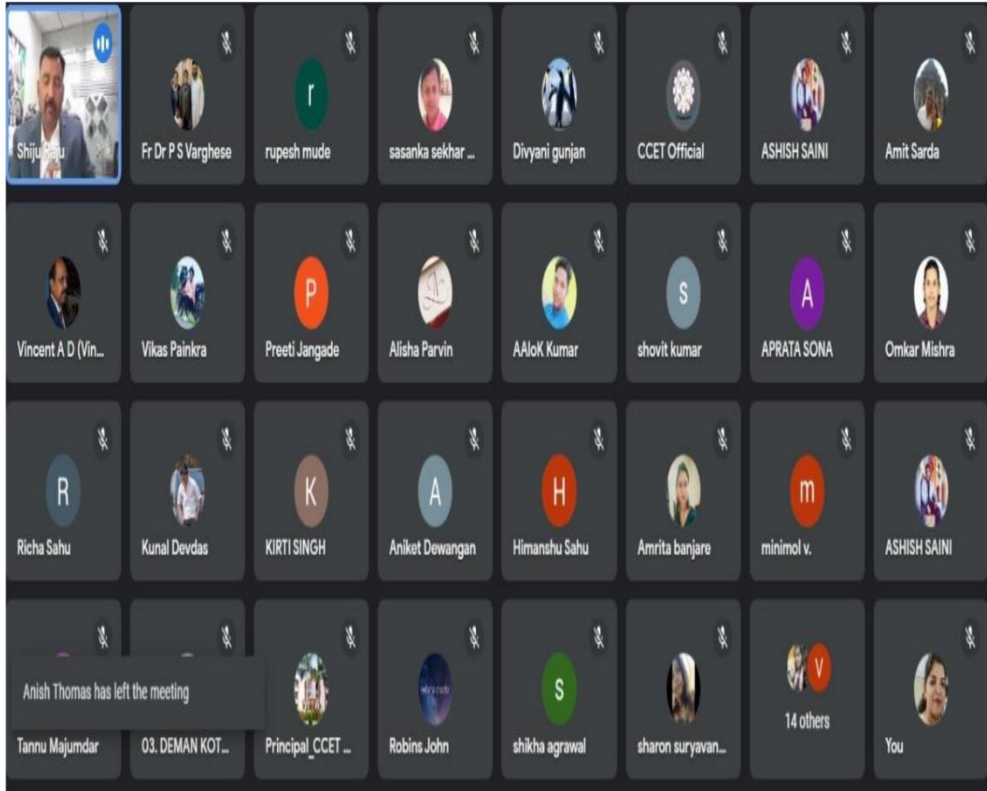 Shiju Raju
Fr Dr P S Varghese
r
rupesh mude
sasanka sekhar ...
Divyani gunjan
CCET Official
ASHISH SAINI
Amit Sarda
Vincent A D (Vin...
Vikas Painkra
P
Preeti Jangade
Alisha Parvin
AAloK Kumar
s
shovit kumar
A
APRATA SONA
Omkar Mishra
R
Richa Sahu
Kunal Devdas
K
KIRTI SINGH
A
Aniket Dewangan
H
Himanshu Sahu
Amrita banjare
m
minimol v.
ASHISH SAINI
Anish Thomas has left the meeting
Tannu Majumdar
03. DEMAN KOT...
Principal_CCET ...
Robins John
s
shikha agrawal
sharon suryavan...
V
14 others
You